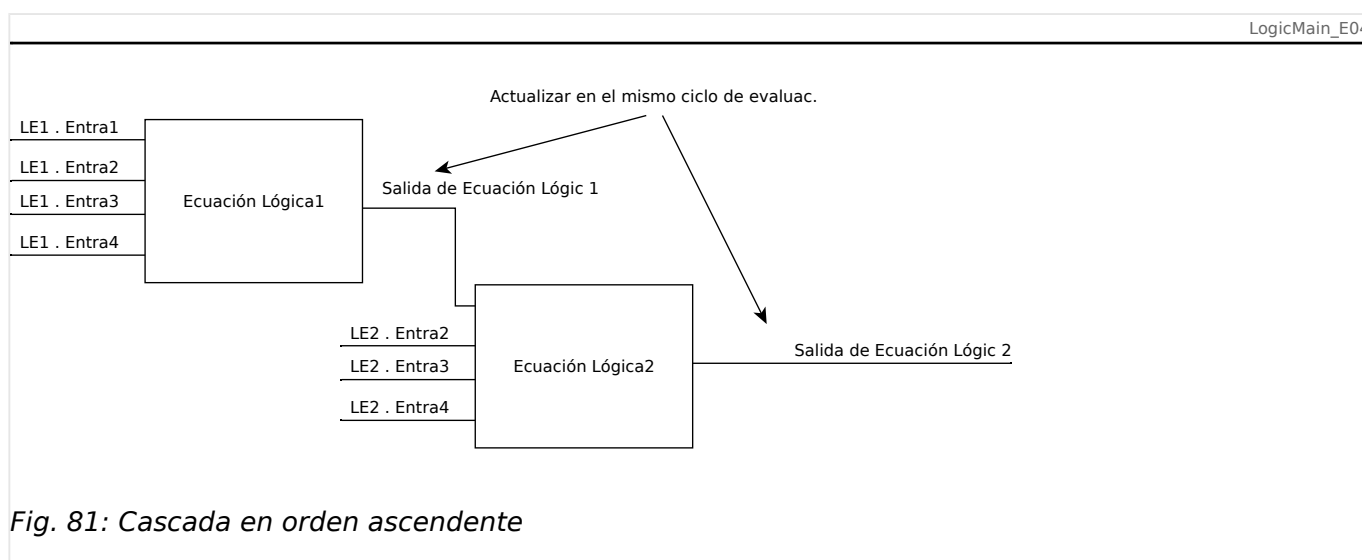 LogicMain_E04
Actualizar en el mismo ciclo de evaluac.
LE1 . Entra1
LE1 . Entra2
LE1 . Entra3
LE1 . Entra4
Ecuación Lógica1
Salida de Ecuación Lógic 1
LE2 . Entra2
LE2 . Entra3
LE2 . Entra4
Ecuación Lógica2
Salida de Ecuación Lógic 2
Fig. 81: Cascada en orden ascendente